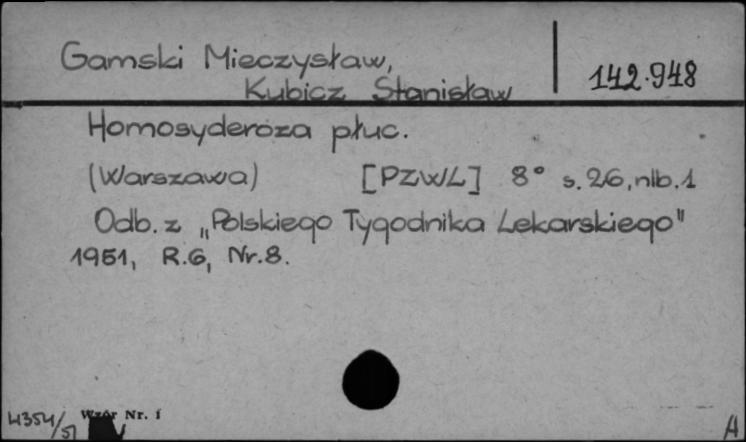 Gamski Mieczysław,
Kubicz Stanisław
142.948
Homosyderoza płuc.
(Warszawa) [PZWL] 8° s.26, nlb.1
Odb. z „Polskiego Tygodnika Lekarskiego"
1951, R.6, Nr.8.
4354/51 Wzór Nr. 1
A